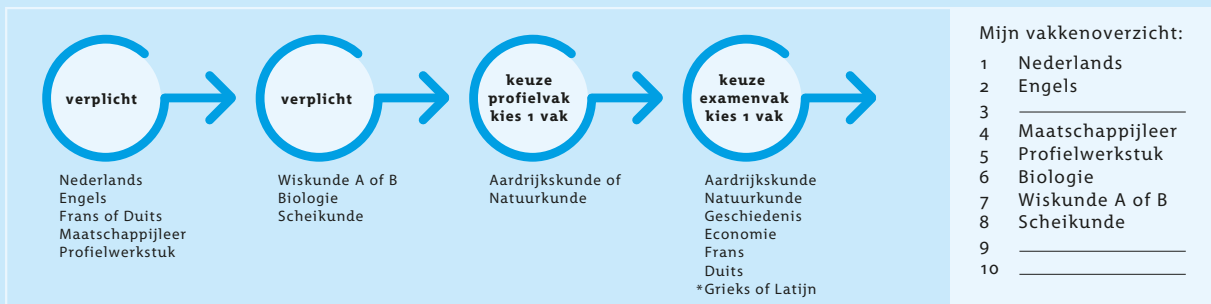 verplicht
Nederlands
Engels
Frans of Duits
Maatschappijleer
Profielwerkstuk
verplicht
Wiskunde A of B
Biologie
Scheikunde
keuze
profielvak
kies 1 vak
Aardrijkskunde of
Natuurkunde
keuze
examenvak
kies 1 vak
Aardrijkskunde
Natuurkunde
Geschiedenis
Economie
Frans
Duits
*Grieks of Latijn
Mijn vakkenoverzicht:
1 Nederlands
2 Engels
3
4 Maatschappijleer
5 Profielwerkstuk
6 Biologie
7 Wiskunde A of B
8 Scheikunde
9
10